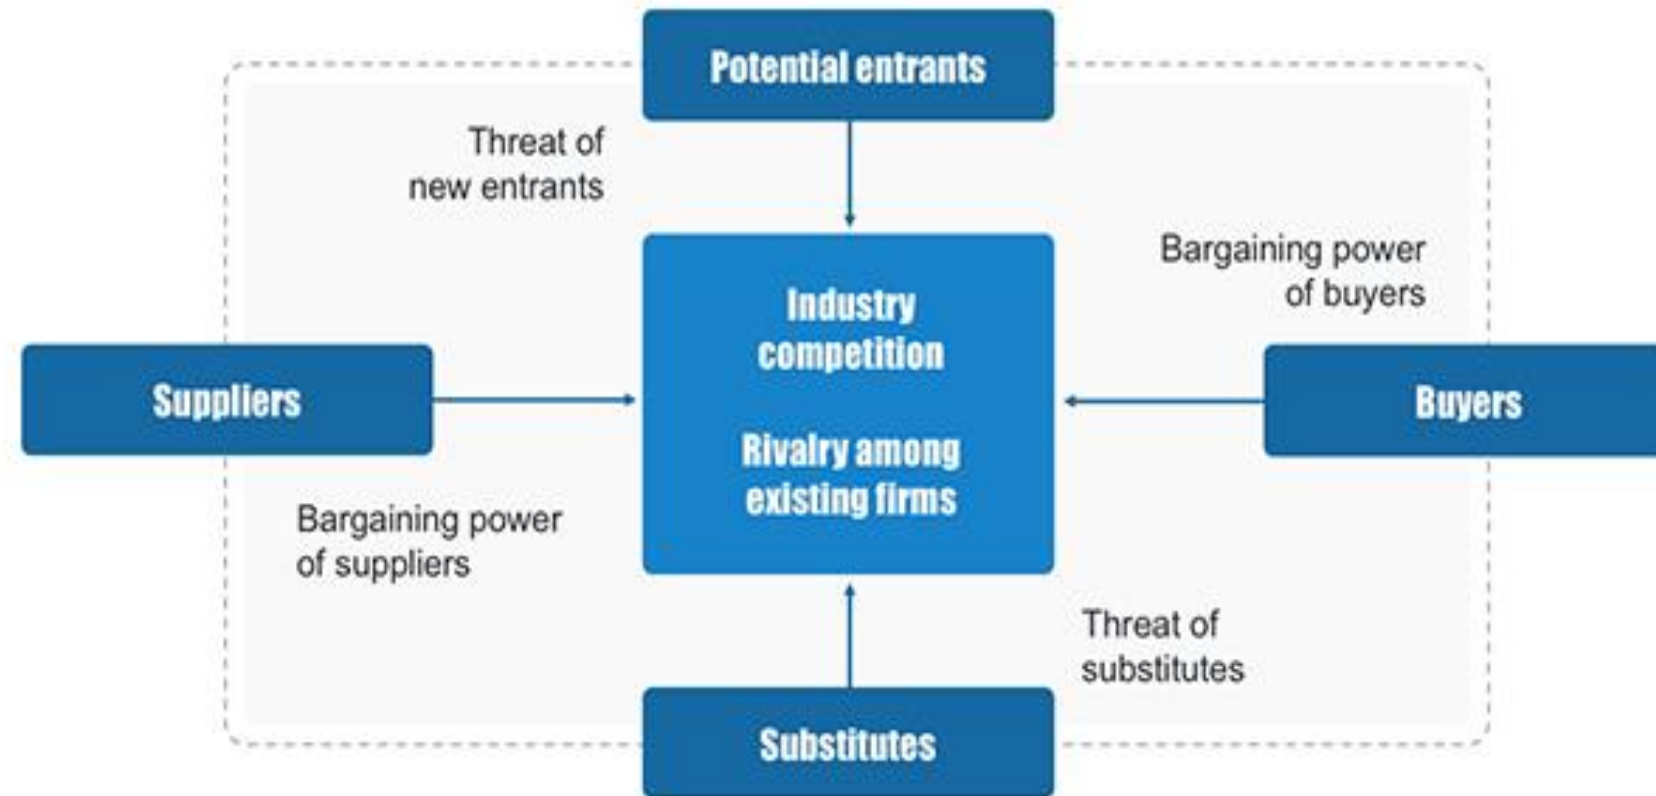 Potential entrants
Threat of
new entrants
Industry
competition
Rivalry among
existing firms
Bargaining power
of buyers
Suppliers
Buyers
Bargaining power
of suppliers
Threat of
substitutes
Substitutes